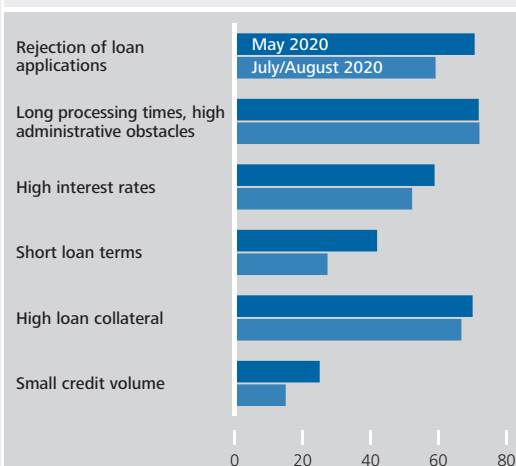 Rejection of loan
applications
May 2020
July/August 2020
Long processing times, high
administrative obstacles
High interest rates
Short loan terms
High loan collateral
Small credit volume
0 20 40 60 80